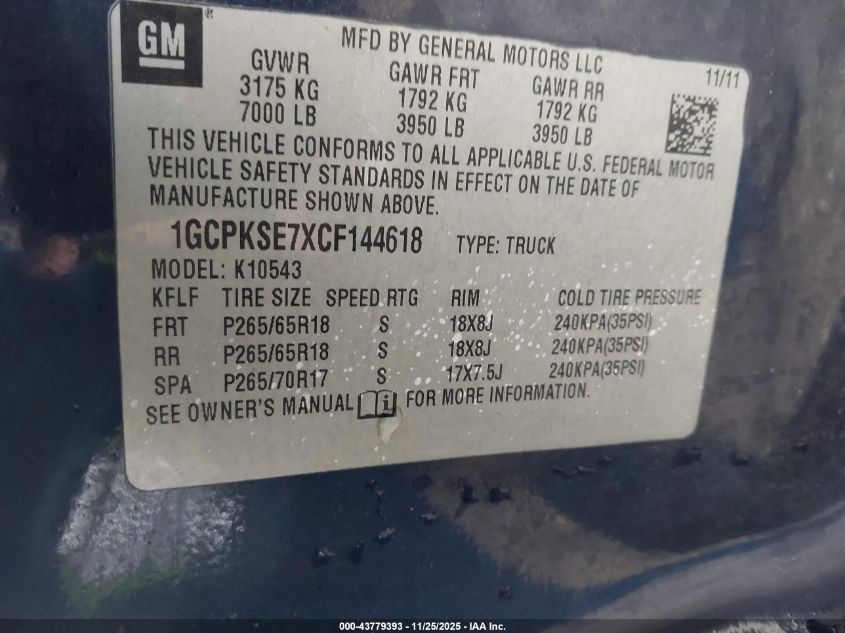 GM®
MFD BY GENERAL MOTORS LLC
11/11
GVWR GAWR FRT GAWR RR
3175 KG 1792 KG 1792 KG
7000 LB 3950 LB 3950 LB
THIS VEHICLE CONFORMS TO ALL APPLICABLE U.S. FEDERAL MOTOR
VEHICLE SAFETY STANDARDS IN EFFECT ON THE DATE OF
MANUFACTURE SHOWN ABOVE.
1GCPKSE7XCF144618 TYPE: TRUCK
MODEL: K10543
KFLF TIRE SIZE SPEED RTG RIM COLD TIRE PRESSURE
FRT P265/65R18 S 18X8J 240KPA(35PSI)
RR P265/65R18 S 18X8J 240KPA(35PSI)
SPA P265/70R17 S 17X7.5J 240KPA(35PSI)
SEE OWNER'S MANUAL i FOR MORE INFORMATION.
000-43779393 - 11/25/2025 - IAA Inc.